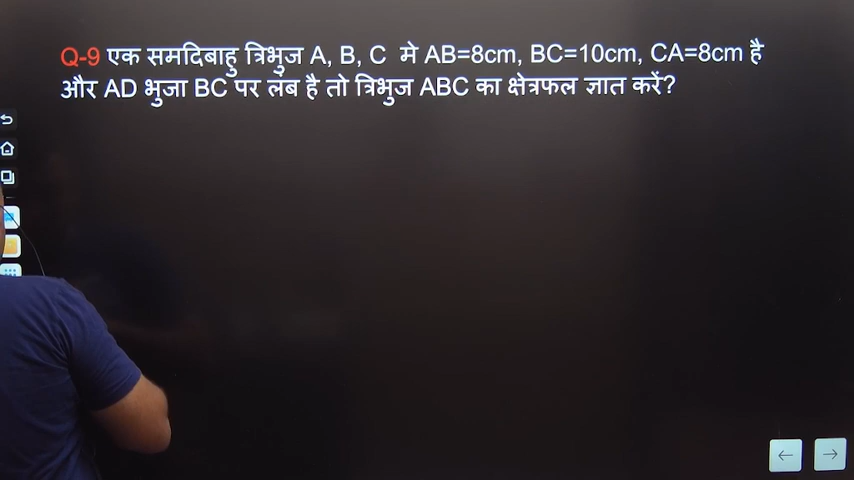 Q-9 एक समदिबाहु त्रिभुज A, B, C मे AB=8cm, BC=10cm, CA=8cm है
और AD भुजा BC पर लंब है तो त्रिभुज ABC का क्षेत्रफल ज्ञात करें?